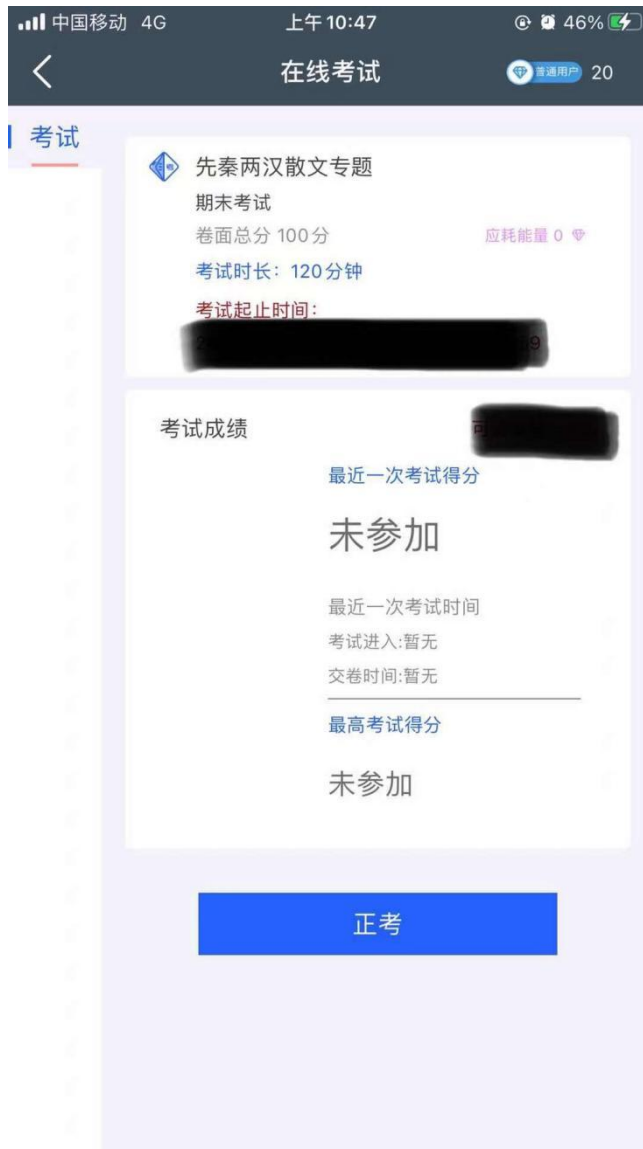 中国移动 4G 上午10:47 46%
在线考试 普通用户 20
考试
先秦两汉散文专题
期末考试
卷面总分 100分 应耗能量 0
考试时长：120分钟
考试起止时间：
考试成绩
最近一次考试得分
未参加
最近一次考试时间
考试进入:暂无
交卷时间:暂无
最高考试得分
未参加
正考